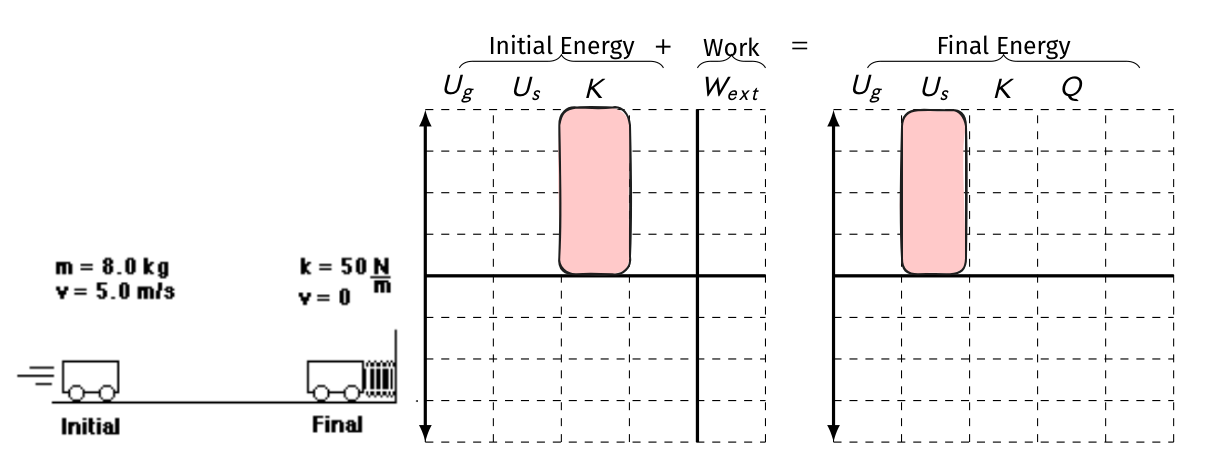 Initial Energy + Work = Final Energy
U_g U_s K W_ext U_g U_s K Q
m = 8.0 kg
v = 5.0 m/s
k = 50 N/m
v = 0
Initial
Final